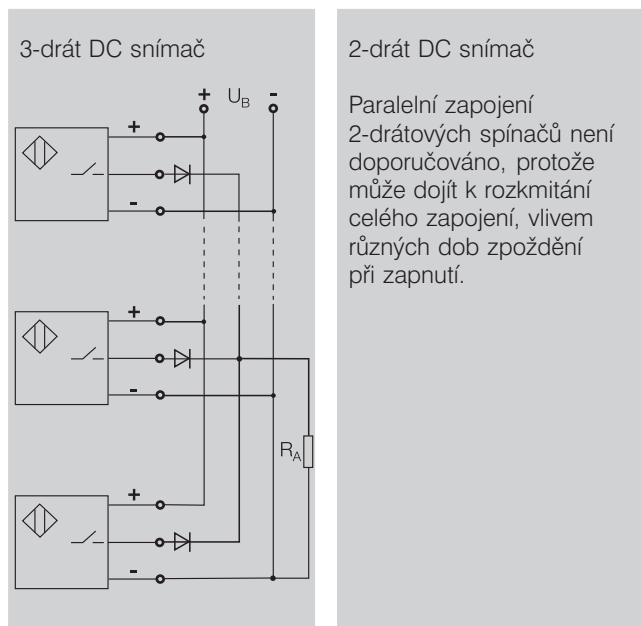 3-drát DC snímač
+ U_B -
+
-
+
-
R_A
+
-
2-drát DC snímač
Paralelní zapojení
2-drátových spínačů není
doporučováno, protože
může dojít k rozkmitání
celého zapojení, vlivem
různých dob zpoždění
při zapnutí.